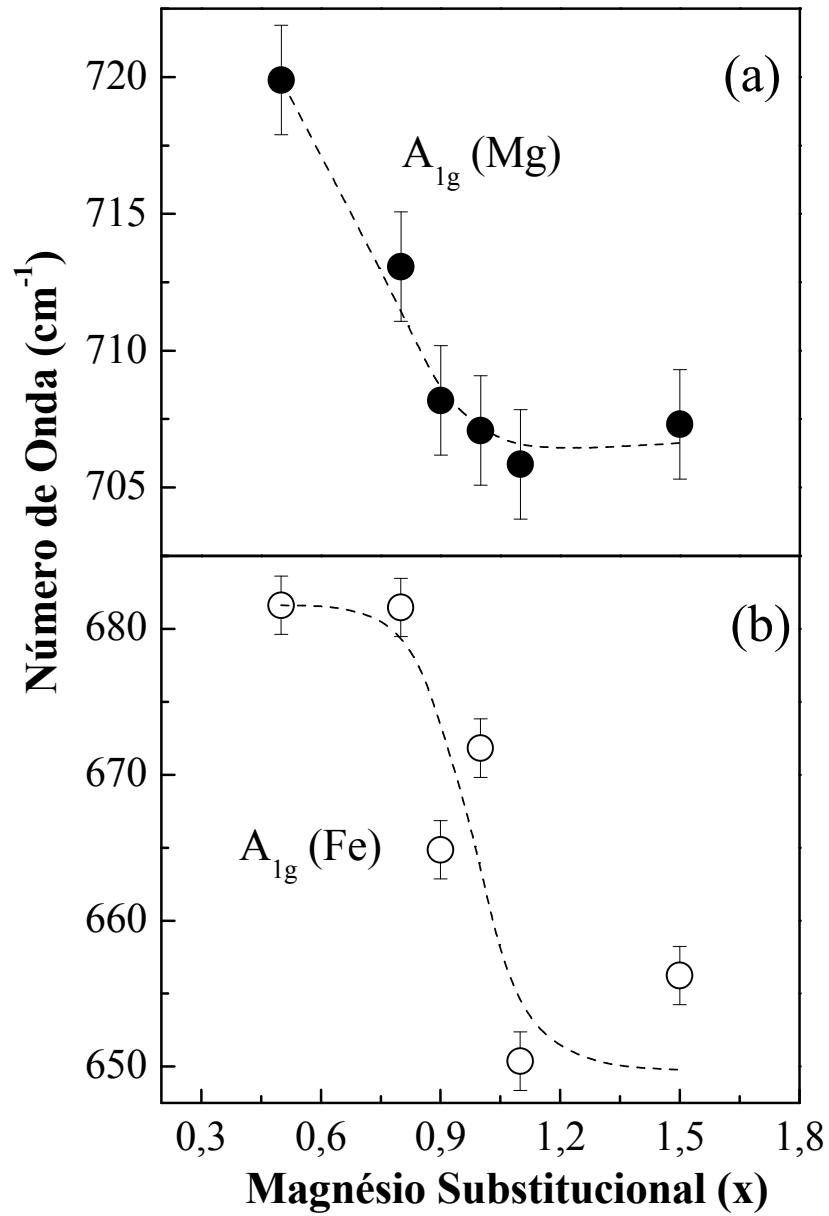 Número de Onda (cm-1)
720
715
710
705
(a)
A1g (Mg)
680
670
660
650
(b)
A1g (Fe)
0,3 0,6 0,9 1,2 1,5 1,8
Magnésio Substitucional (x)